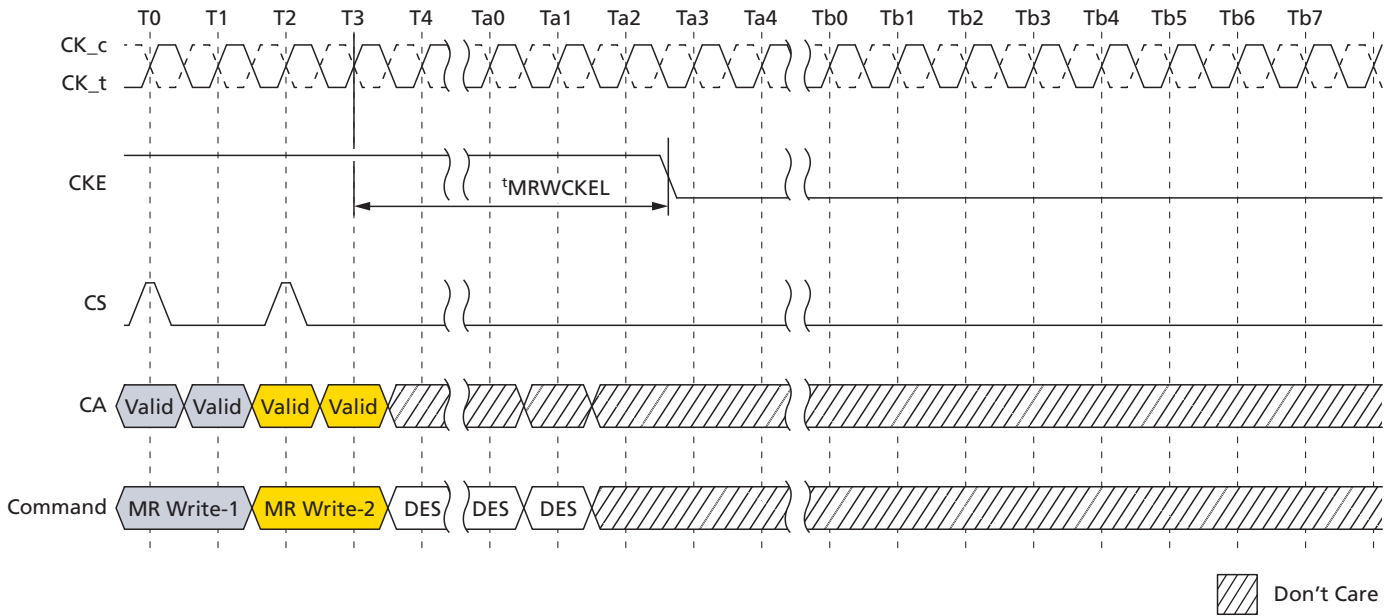 T0 T1 T2 T3 T4 Ta0 Ta1 Ta2 Ta3 Ta4 Tb0 Tb1 Tb2 Tb3 Tb4 Tb5 Tb6 Tb7
CK_c
CK_t
CKE
tMRWCKEL
CS
CA Valid Valid Valid Valid
Command MR Write-1 MR Write-2 DES DES DES
Don't Care